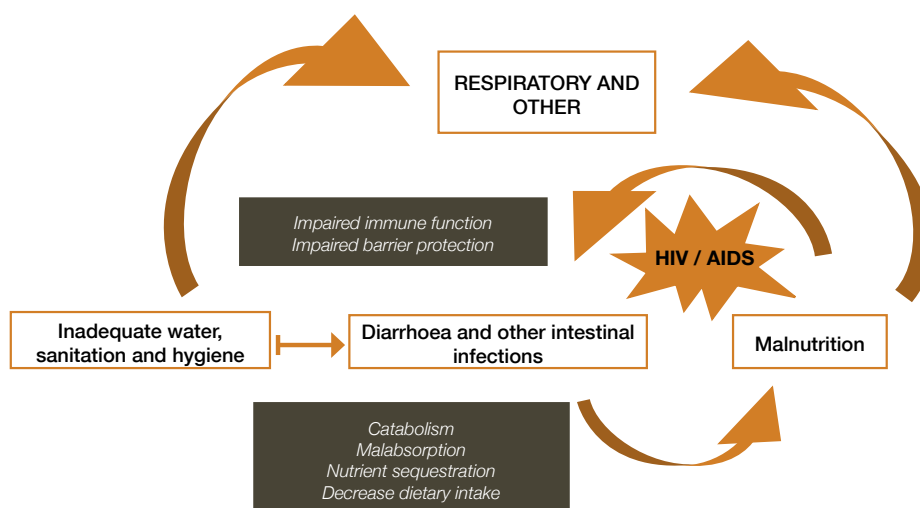 RESPIRATORY AND
OTHER
Impaired immune function
Impaired barrier protection
HIV / AIDS
Inadequate water,
sanitation and hygiene
Diarrhoea and other intestinal
infections
Malnutrition
Catabolism
Malabsorption
Nutrient sequestration
Decrease dietary intake